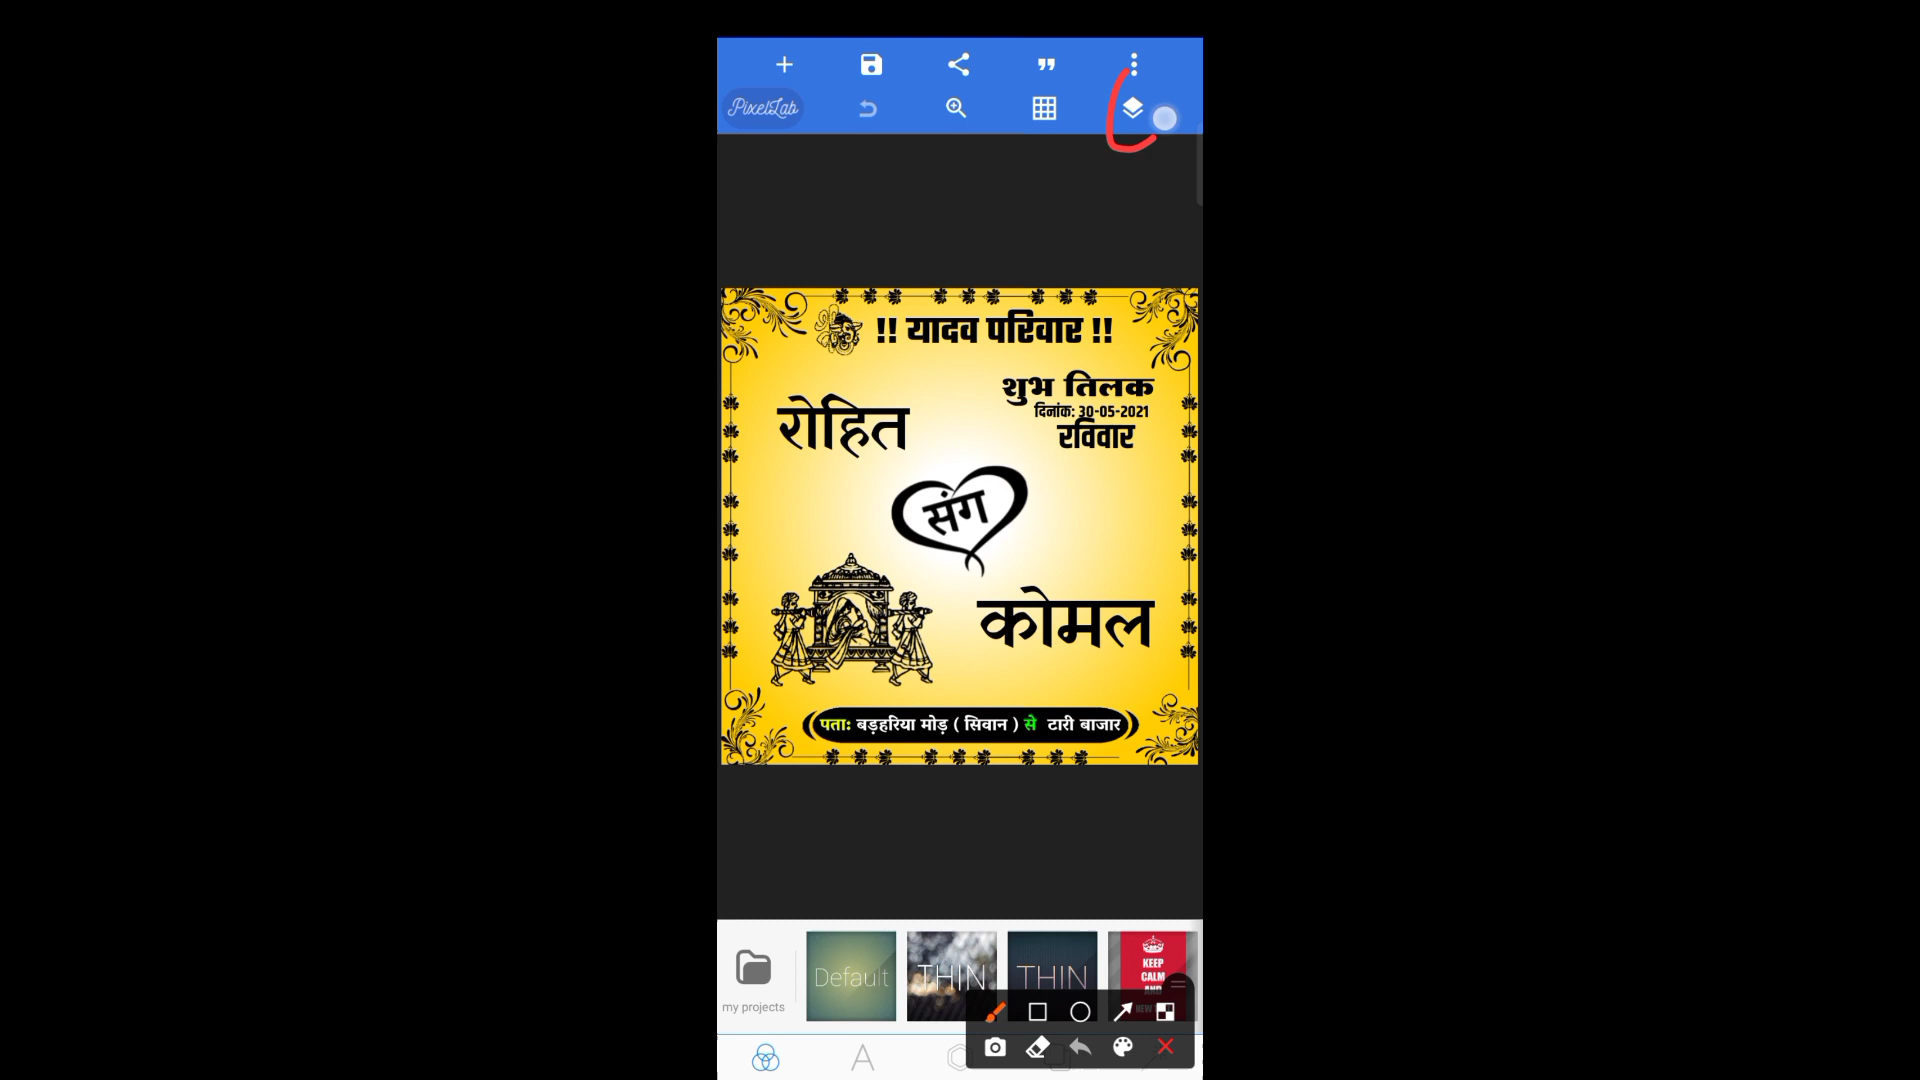 PixelLab
!! यादव परिवार !!
शुभ तिलक
दिनांक: 30-05-2021
रविवार
रोहित
संग
कोमल
पता: बड़हरिया मोड़ ( सिवान ) से टारी बाजार
Default
THIN
THIN
KEEP
CALM
AND
my projects
A